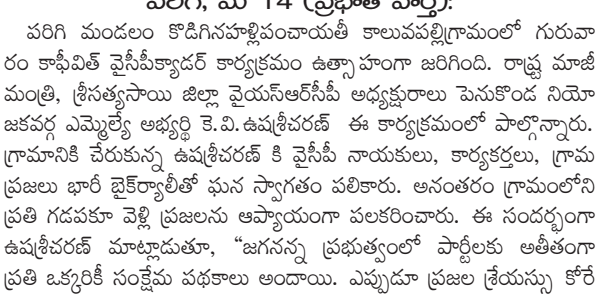 పరిగి, మే 14 (ప్రభాత వార్త):
పరిగి మండలం కొడిగినహళ్లిపంచాయతీ కాలువపల్లిగ్రామంలో గురువా
రం కాఫీవిత్ వైసీపీక్యాడర్ కార్యక్రమం ఉత్సాహంగా జరిగింది. రాష్ట్ర మాజీ
మంత్రి, శ్రీసత్యసాయి జిల్లా వైయస్ఆర్‌సీపీ అధ్యక్షురాలు పెనుకొండ నియో
జకవర్గ ఎమ్మెల్యే అభ్యర్థి కె.వి.ఉషశ్రీచరణ్ ఈ కార్యక్రమంలో పాల్గొన్నారు.
గ్రామానికి చేరుకున్న ఉషశ్రీచరణ్ కి వైసీపీ నాయకులు, కార్యకర్తలు, గ్రామ
ప్రజలు భారీ బైక్‌ర్యాలీతో ఘన స్వాగతం పలికారు. అనంతరం గ్రామంలోని
ప్రతి గడపకూ వెళ్లి ప్రజలను ఆప్యాయంగా పలకరించారు. ఈ సందర్భంగా
ఉషశ్రీచరణ్ మాట్లాడుతూ, “జగనన్న ప్రభుత్వంలో పార్టీలకు అతీతంగా
ప్రతి ఒక్కరికీ సంక్షేమ పథకాలు అందాయి. ఎప్పుడూ ప్రజల శ్రేయస్సు కోరే